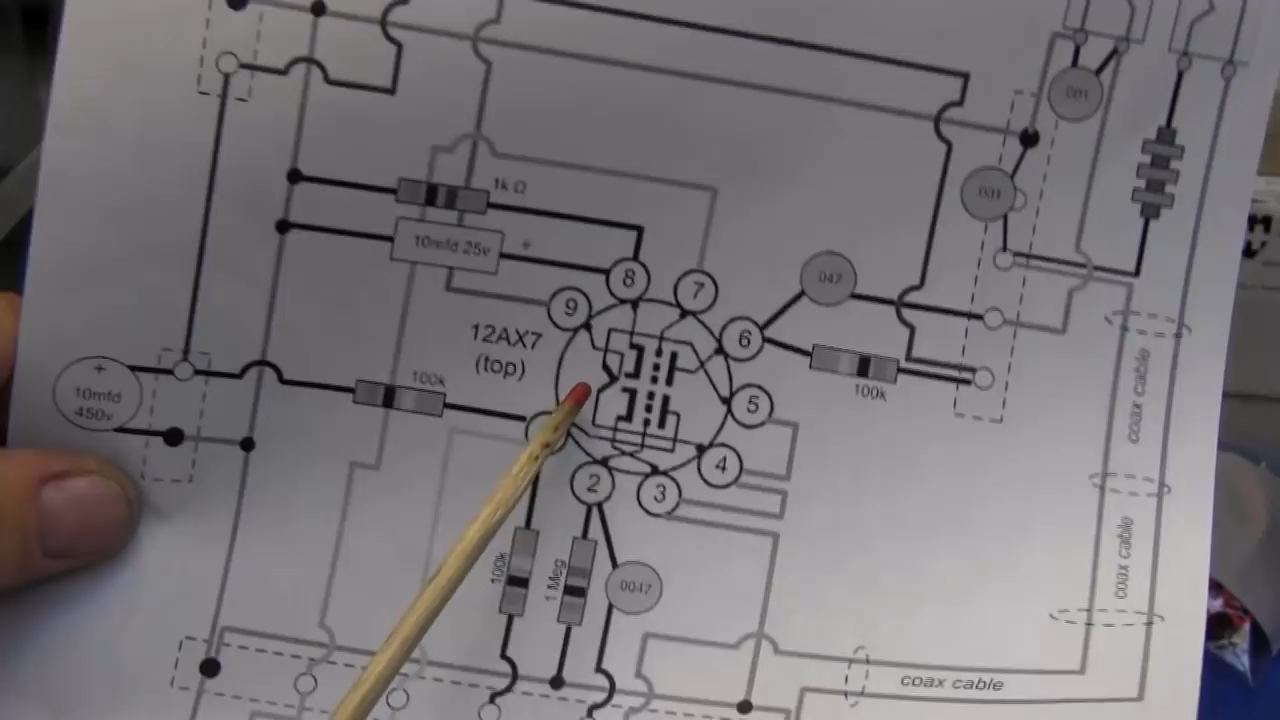 001
001
1k Ω
10mfd 25v
+
8
7
9
12AX7
(top)
6
047
100k
5
4
3
2
+
10mfd
450v
100k
100k
1 Meg
0047
coax cable
coax cable
coax cable